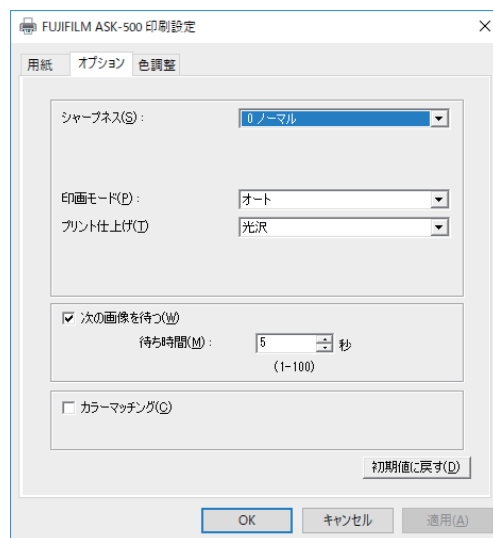 FUJIFILM ASK-500 印刷設定
用紙 オプション 色調整
シャープネス(S): 0 ノーマル
印画モード(P): オート
プリント仕上げ(T) 光沢
次の画像を待つ(W)
待ち時間(M): 5 秒
(1-100)
カラーマッチング(C)
初期値に戻す(D)
OK キャンセル 適用(A)